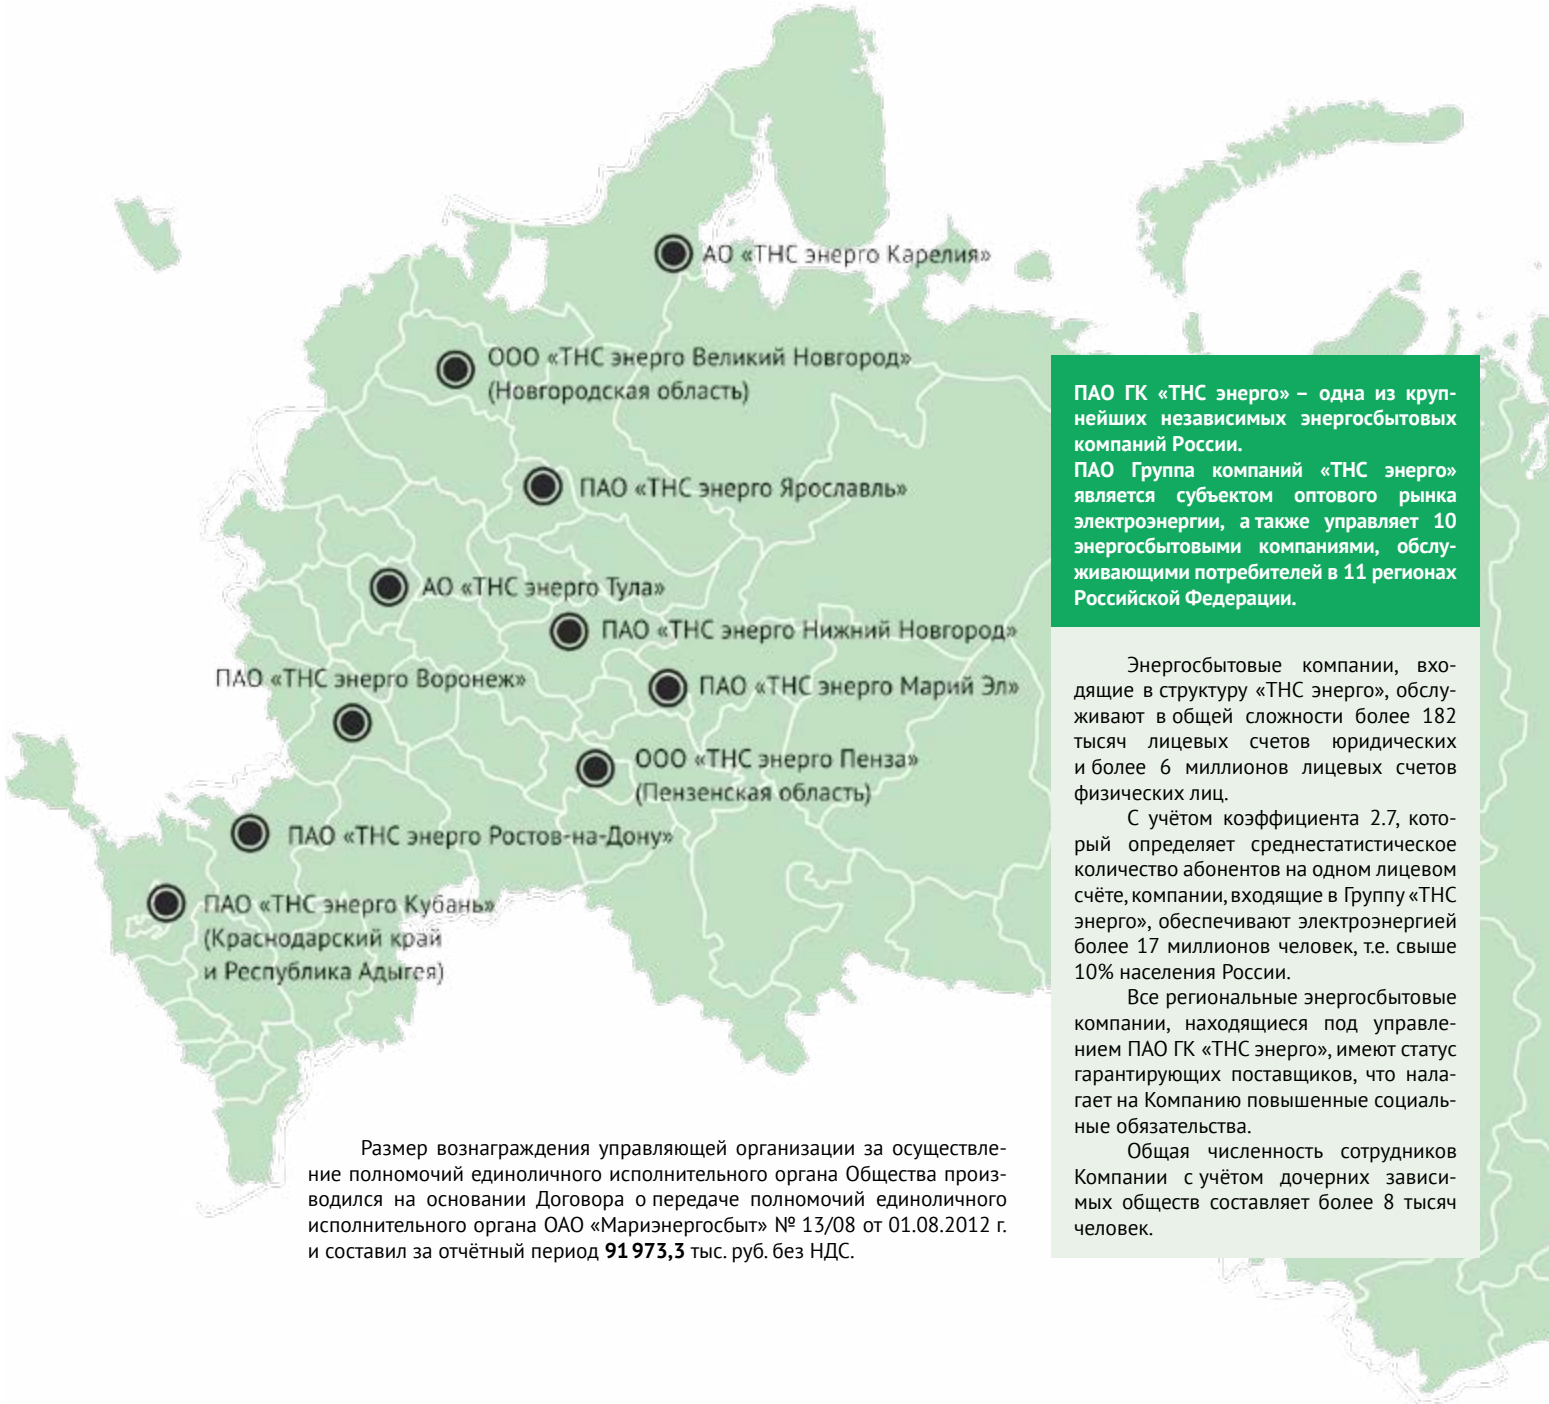 АО «ТНС энерго Карелия»
ООО «ТНС энерго Великий Новгород»
(Новгородская область)
ПАО «ТНС энерго Ярославль»
АО «ТНС энерго Тула»
ПАО «ТНС энерго Нижний Новгород»
ПАО «ТНС энерго Воронеж»
ПАО «ТНС энерго Марий Эл»
ООО «ТНС энерго Пенза»
(Пензенская область)
ПАО «ТНС энерго Ростов-на-Дону»
ПАО «ТНС энерго Кубань»
(Краснодарский край
и Республика Адыгея)
ПАО ГК «ТНС энерго» – одна из круп-
нейших независимых энергосбытовых
компаний России.
ПАО Группа компаний «ТНС энерго»
является субъектом оптового рынка
электроэнергии, а также управляет 10
энергосбытовыми компаниями, обслу-
живающими потребителей в 11 регионах
Российской Федерации.
Энергосбытовые компании, вхо-
дящие в структуру «ТНС энерго», обслу-
живают в общей сложности более 182
тысяч лицевых счетов юридических
и более 6 миллионов лицевых счетов
физических лиц.
С учётом коэффициента 2.7, кото-
рый определяет среднестатистическое
количество абонентов на одном лицевом
счёте, компании, входящие в Группу «ТНС
энерго», обеспечивают электроэнергией
более 17 миллионов человек, т.е. свыше
10% населения России.
Все региональные энергосбытовые
компании, находящиеся под управле-
нием ПАО ГК «ТНС энерго», имеют статус
гарантирующих поставщиков, что нала-
гает на Компанию повышенные социаль-
ные обязательства.
Общая численность сотрудников
Компании с учётом дочерних зависи-
мых обществ составляет более 8 тысяч
человек.
Размер вознаграждения управляющей организации за осуществле-
ние полномочий единоличного исполнительного органа Общества произ-
водился на основании Договора о передаче полномочий единоличного
исполнительного органа ОАО «Мариэнергосбыт» № 13/08 от 01.08.2012 г.
и составил за отчётный период 91 973,3 тыс. руб. без НДС.